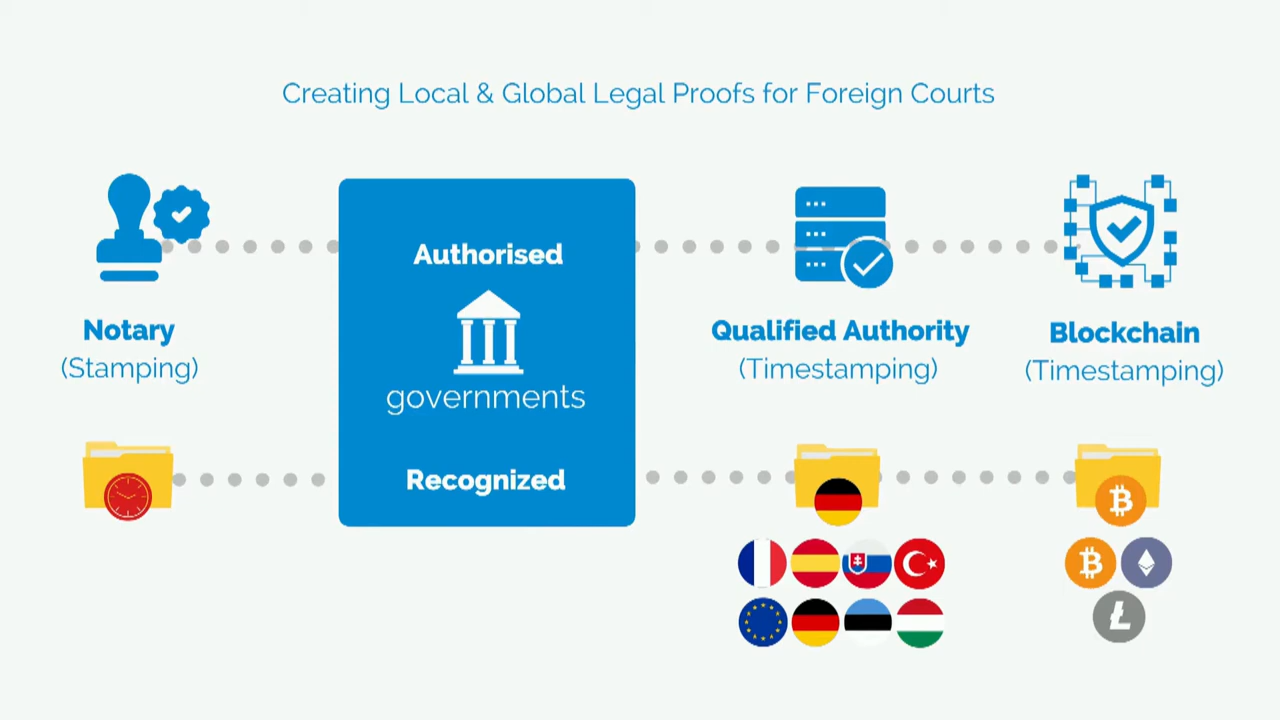 Creating Local & Global Legal Proofs for Foreign Courts
Authorised
governments
Recognized
Notary
(Stamping)
Qualified Authority
(Timestamping)
Blockchain
(Timestamping)